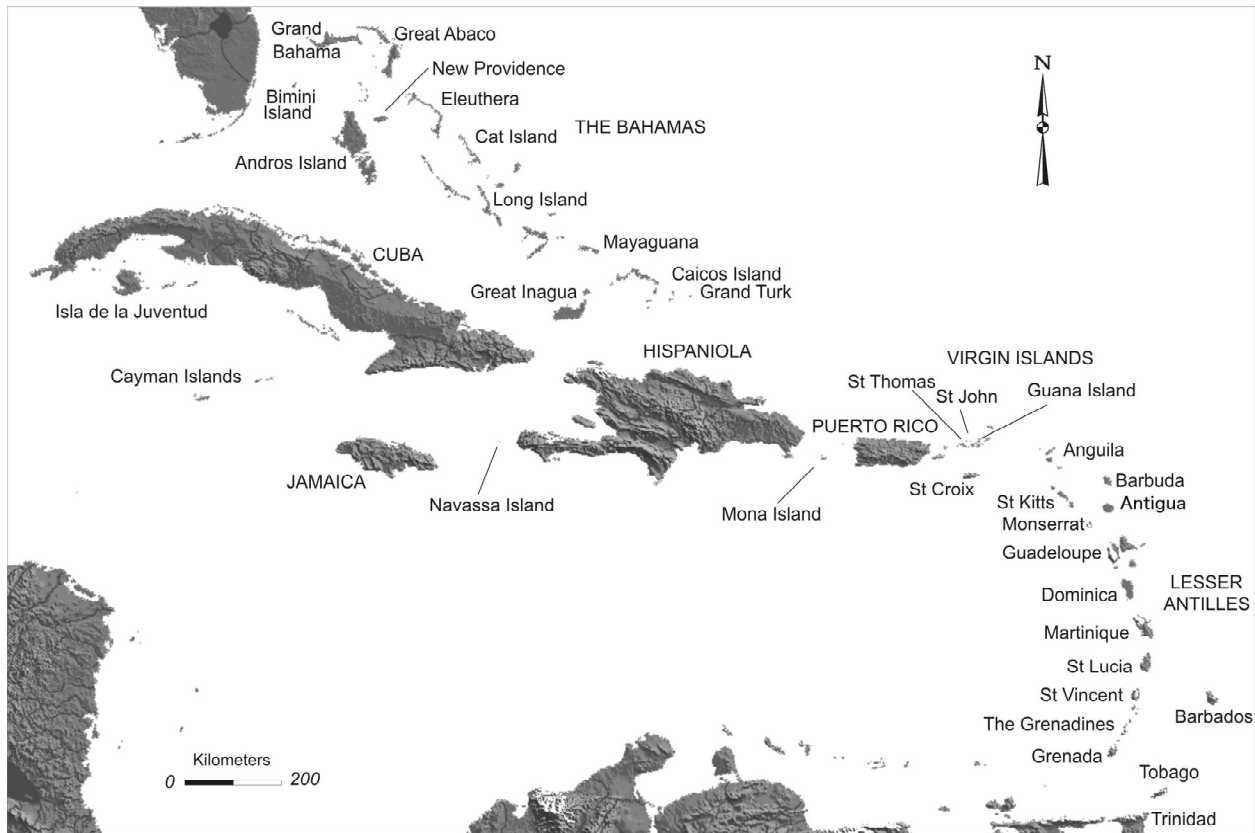 Grand
Bahama
Great Abaco
New Providence
Bimini
Island
Eleuthera
THE BAHAMAS
Cat Island
Andros Island
Long Island
N
CUBA
Mayaguana
Caicos Island
Great Inagua
Grand Turk
Isla de la Juventud
Cayman Islands
HISPANIOLA
VIRGIN ISLANDS
St Thomas
St John
Guana Island
PUERTO RICO
JAMAICA
Navassa Island
Mona Island
St Croix
Anguila
Barbuda
St Kitts
Antigua
Monserrat
Guadeloupe
Dominica
LESSER
ANTILLES
Martinique
St Lucia
St Vincent
Barbados
The Grenadines
Grenada
Kilometers
0 200
Tobago
Trinidad